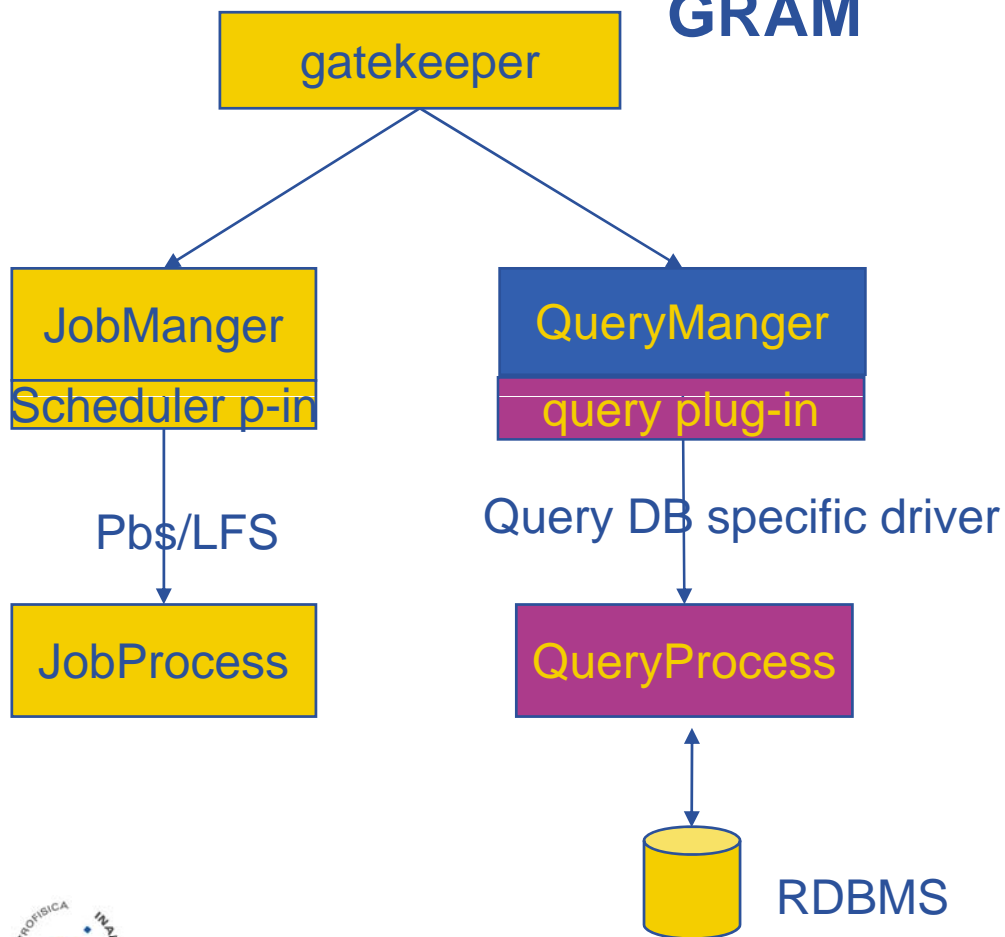 GRAM
gatekeeper
JobManger
QueryManger
Scheduler p-in
query plug-in
Pbs/LFS
Query DB specific driver
JobProcess
QueryProcess
RDBMS